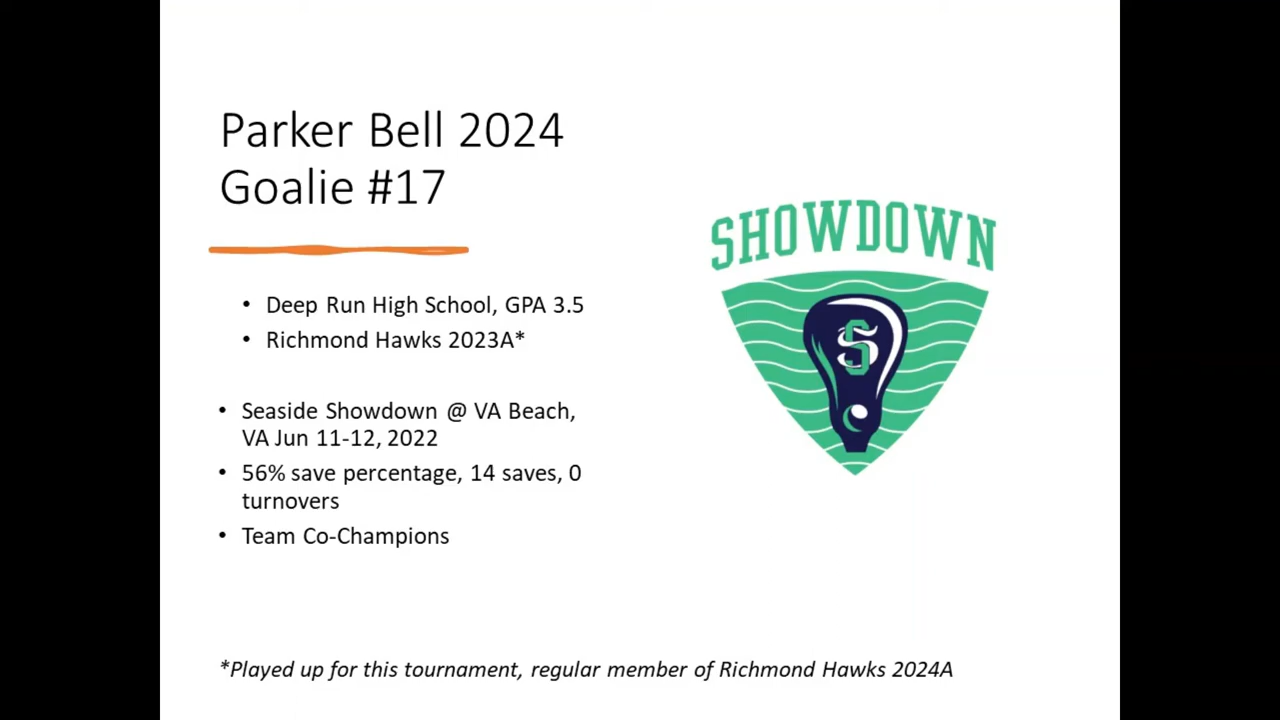 Parker Bell 2024
Goalie #17
• Deep Run High School, GPA 3.5
• Richmond Hawks 2023A*
• Seaside Showdown @ VA Beach,
VA Jun 11-12, 2022
• 56% save percentage, 14 saves, 0
turnovers
• Team Co-Champions
SHOWDOWN
S
*Played up for this tournament, regular member of Richmond Hawks 2024A